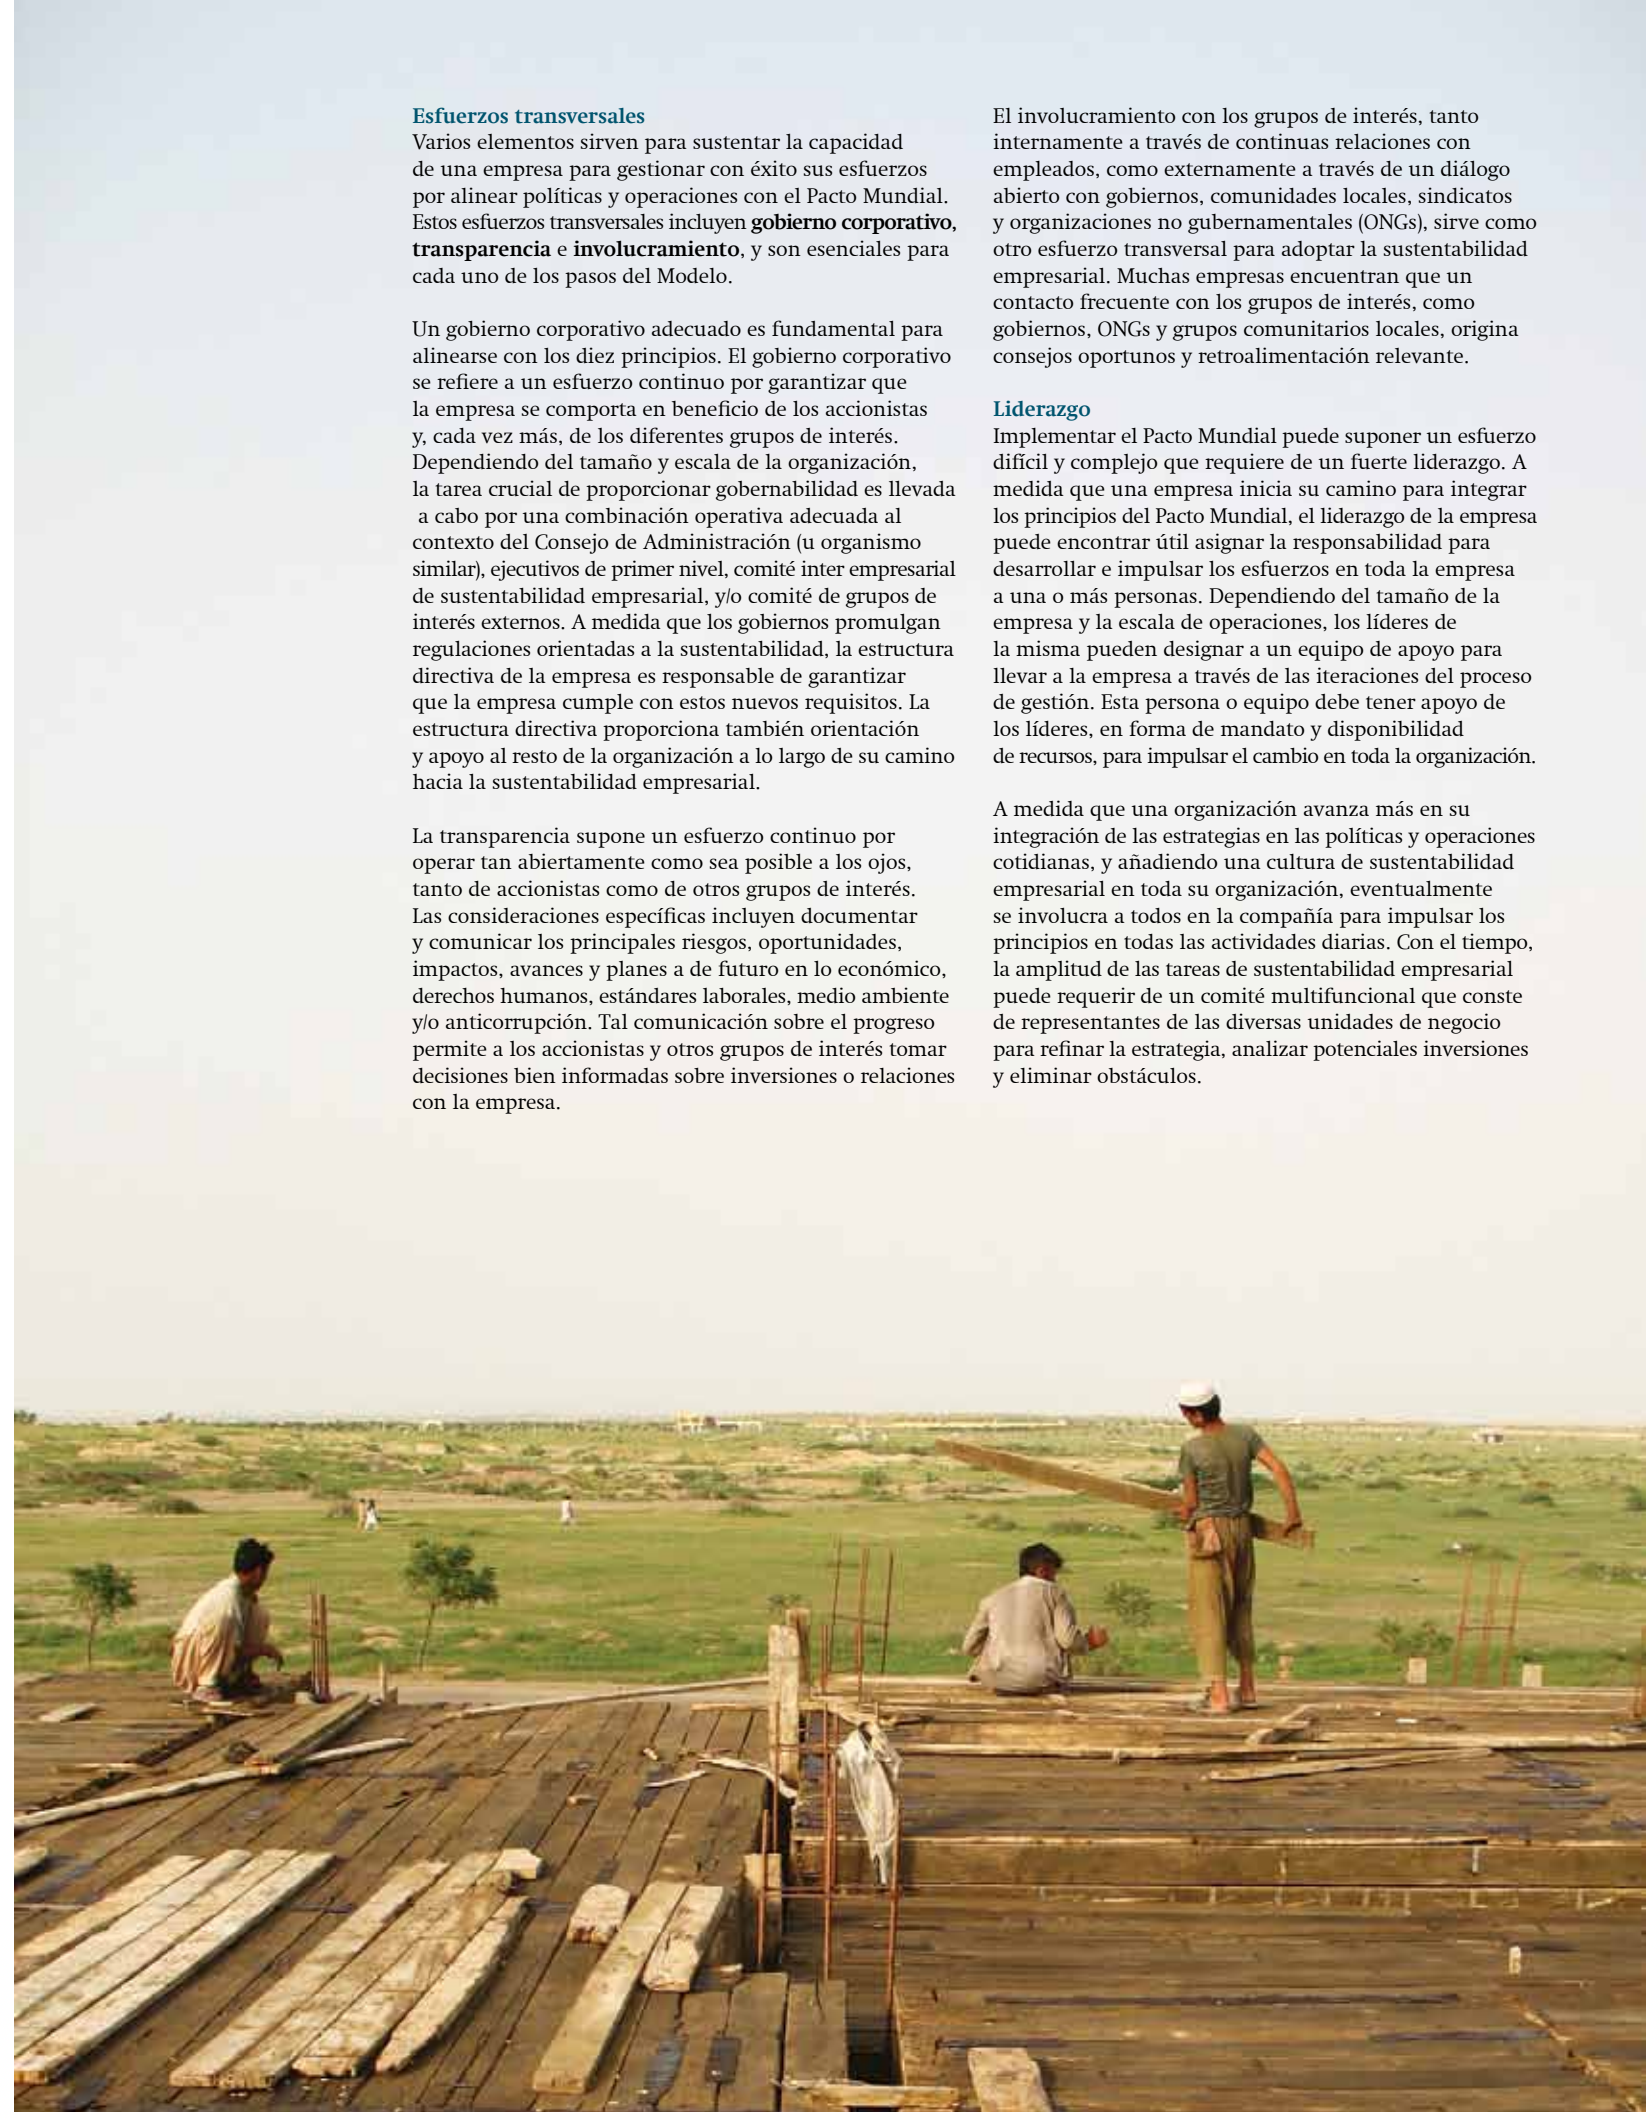 Esfuerzos transversales
Varios elementos sirven para sustentar la capacidad
de una empresa para gestionar con éxito sus esfuerzos
por alinear políticas y operaciones con el Pacto Mundial.
Estos esfuerzos transversales incluyen gobierno corporativo,
transparencia e involucramiento, y son esenciales para
cada uno de los pasos del Modelo.
Un gobierno corporativo adecuado es fundamental para
alinearse con los diez principios. El gobierno corporativo
se refiere a un esfuerzo continuo por garantizar que
la empresa se comporta en beneficio de los accionistas
y, cada vez más, de los diferentes grupos de interés.
Dependiendo del tamaño y escala de la organización,
la tarea crucial de proporcionar gobernabilidad es llevada
a cabo por una combinación operativa adecuada al
contexto del Consejo de Administración (u organismo
similar), ejecutivos de primer nivel, comité inter empresarial
de sustentabilidad empresarial, y/o comité de grupos de
interés externos. A medida que los gobiernos promulgan
regulaciones orientadas a la sustentabilidad, la estructura
directiva de la empresa es responsable de garantizar
que la empresa cumple con estos nuevos requisitos. La
estructura directiva proporciona también orientación
y apoyo al resto de la organización a lo largo de su camino
hacia la sustentabilidad empresarial.
La transparencia supone un esfuerzo continuo por
operar tan abiertamente como sea posible a los ojos,
tanto de accionistas como de otros grupos de interés.
Las consideraciones específicas incluyen documentar
y comunicar los principales riesgos, oportunidades,
impactos, avances y planes a de futuro en lo económico,
derechos humanos, estándares laborales, medio ambiente
y/o anticorrupción. Tal comunicación sobre el progreso
permite a los accionistas y otros grupos de interés tomar
decisiones bien informadas sobre inversiones o relaciones
con la empresa.
El involucramiento con los grupos de interés, tanto
internamente a través de continuas relaciones con
empleados, como externamente a través de un diálogo
abierto con gobiernos, comunidades locales, sindicatos
y organizaciones no gubernamentales (ONGs), sirve como
otro esfuerzo transversal para adoptar la sustentabilidad
empresarial. Muchas empresas encuentran que un
contacto frecuente con los grupos de interés, como
gobiernos, ONGs y grupos comunitarios locales, origina
consejos oportunos y retroalimentación relevante.
Liderazgo
Implementar el Pacto Mundial puede suponer un esfuerzo
difícil y complejo que requiere de un fuerte liderazgo. A
medida que una empresa inicia su camino para integrar
los principios del Pacto Mundial, el liderazgo de la empresa
puede encontrar útil asignar la responsabilidad para
desarrollar e impulsar los esfuerzos en toda la empresa
a una o más personas. Dependiendo del tamaño de la
empresa y la escala de operaciones, los líderes de
la misma pueden designar a un equipo de apoyo para
llevar a la empresa a través de las iteraciones del proceso
de gestión. Esta persona o equipo debe tener apoyo de
los líderes, en forma de mandato y disponibilidad
de recursos, para impulsar el cambio en toda la organización.
A medida que una organización avanza más en su
integración de las estrategias en las políticas y operaciones
cotidianas, y añadiendo una cultura de sustentabilidad
empresarial en toda su organización, eventualmente
se involucra a todos en la compañía para impulsar los
principios en todas las actividades diarias. Con el tiempo,
la amplitud de las tareas de sustentabilidad empresarial
puede requerir de un comité multifuncional que conste
de representantes de las diversas unidades de negocio
para refinar la estrategia, analizar potenciales inversiones
y eliminar obstáculos.